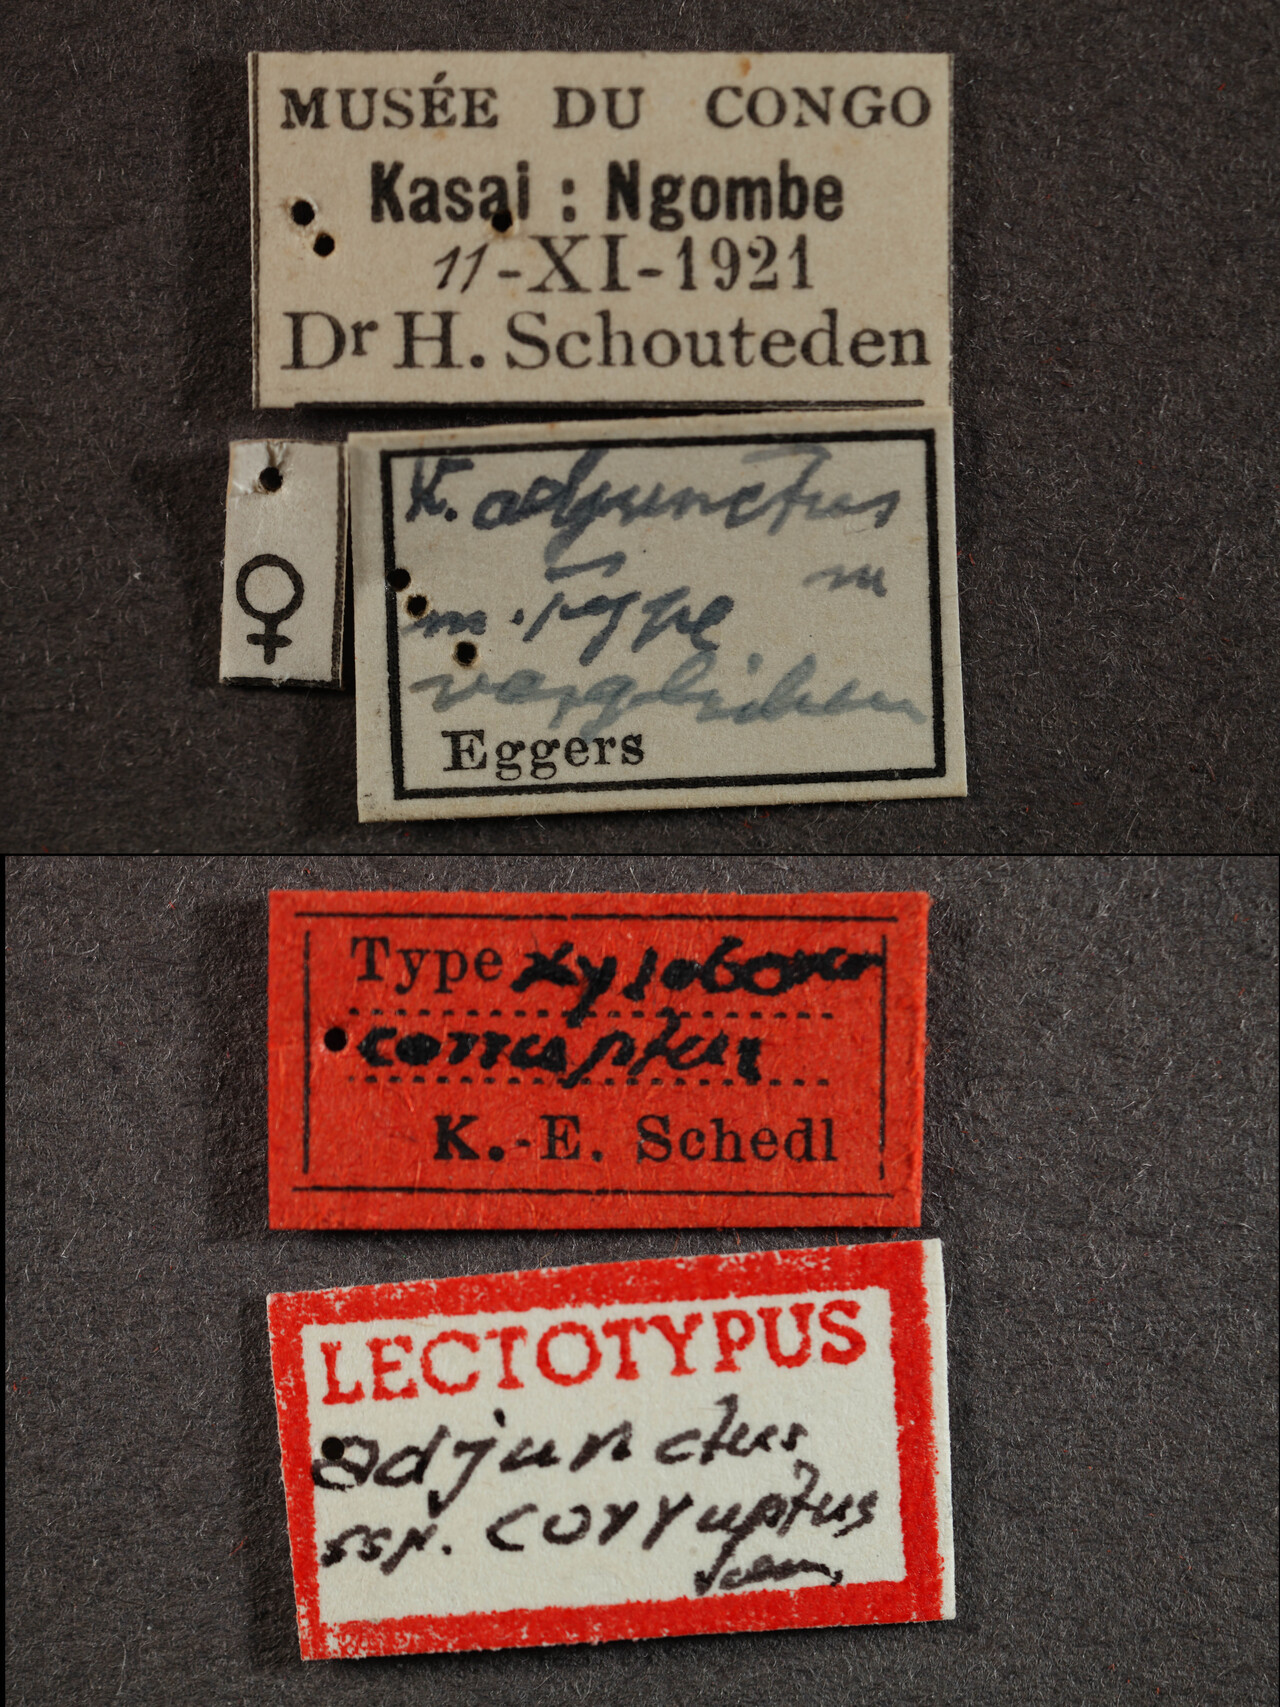 MUSÉE DU CONGO
Kasai : Ngombe
11-XI-1921
Dr H. Schouteden
♀
X. adjunctus
m
m. Type
verglichen
Eggers
Type Xyleborus
corruptus
K.-E. Schedl
LECTOTYPUS
adjunctus
ssp. corruptus